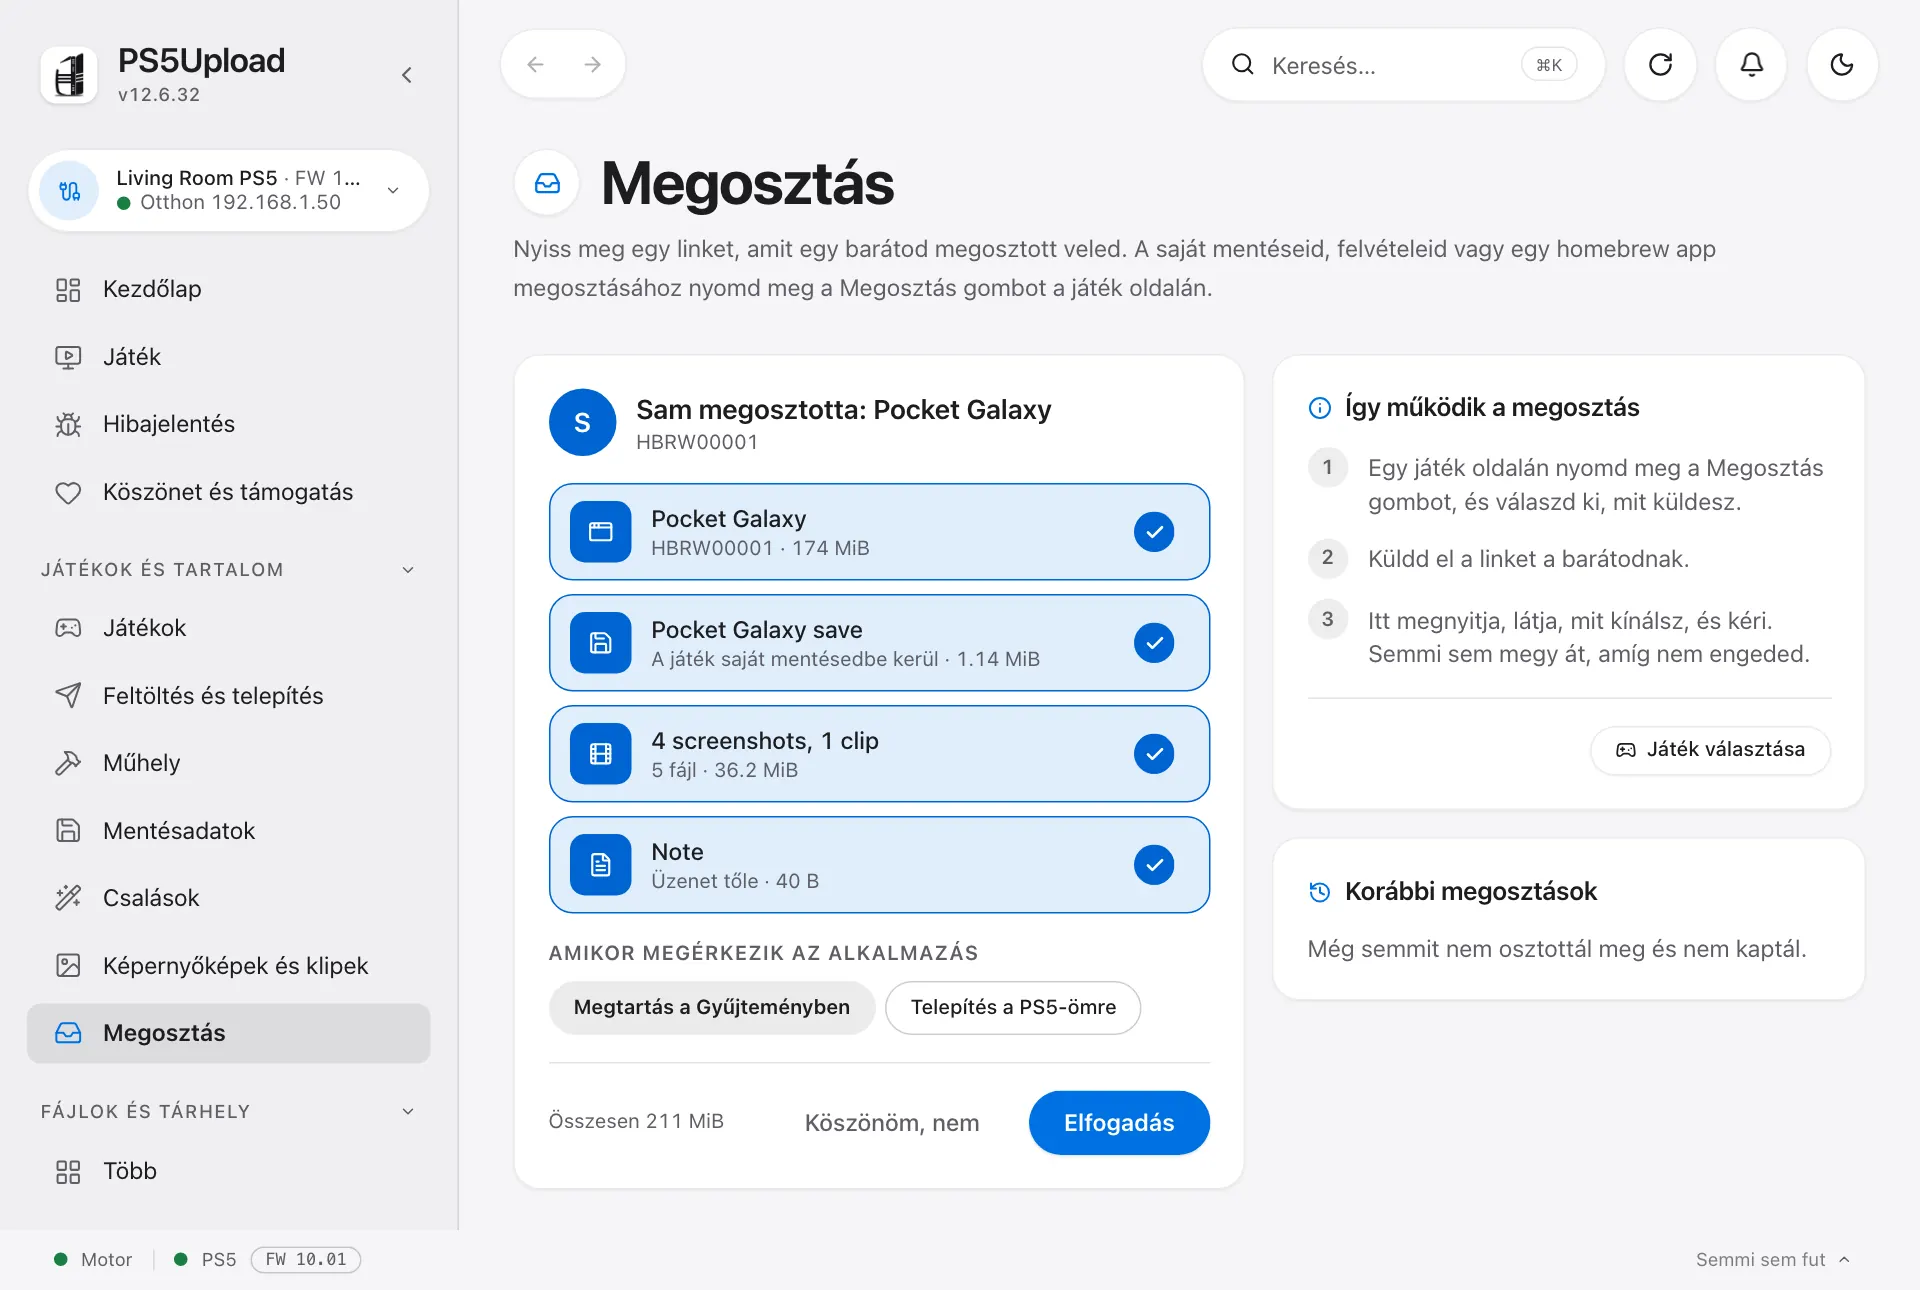 PS5Upload
v12.6.32
Living Room PS5 · FW 1...
Otthon 192.168.1.50
Kezdőlap
Játék
Hibajelentés
Köszönet és támogatás
JÁTÉKOK ÉS TARTALOM
Játékok
Feltöltés és telepítés
Műhely
Mentésadatok
Csalások
Képernyőképek és klipek
Megosztás
FÁJLOK ÉS TÁRHELY
Több
Keresés...
⌘K
Megosztás
Nyiss meg egy linket, amit egy barátod megosztott veled. A saját mentéseid, felvételeid vagy egy homebrew app
megosztásához nyomd meg a Megosztás gombot a játék oldalán.
S
Sam megosztotta: Pocket Galaxy
HBRW00001
Pocket Galaxy
HBRW00001 · 174 MiB
Pocket Galaxy save
A játék saját mentésedbe kerül · 1.14 MiB
4 screenshots, 1 clip
5 fájl · 36.2 MiB
Note
Üzenet tőle · 40 B
AMIKOR MEGÉRKEZIK AZ ALKALMAZÁS
Megtartás a Gyűjteményben
Telepítés a PS5-ömre
Összesen 211 MiB
Köszönöm, nem
Elfogadás
Így működik a megosztás
1
Egy játék oldalán nyomd meg a Megosztás
gombot, és válaszd ki, mit küldesz.
2
Küldd el a linket a barátodnak.
3
Itt megnyitja, látja, mit kínálsz, és kéri.
Semmi sem megy át, amíg nem engeded.
Játék választása
Korábbi megosztások
Még semmit nem osztottál meg és nem kaptál.
Motor
PS5
FW 10.01
Semmi sem fut